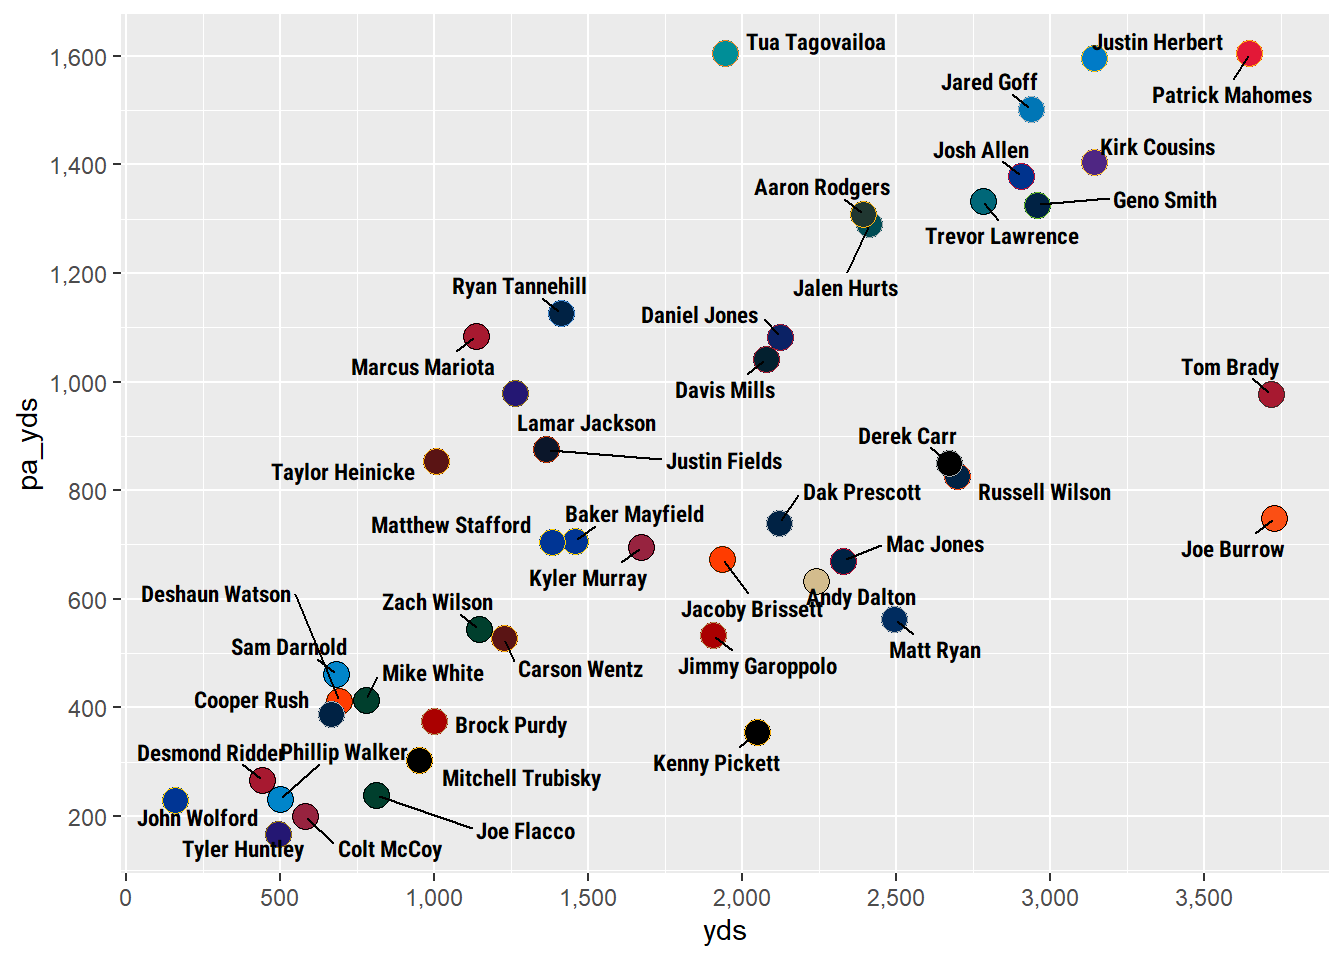 1,600
1,400
1,200
1,000
800
600
400
200
pa_yds
Tua Tagovailoa
Justin Herbert
Jared Goff
Patrick Mahomes
Josh Allen
Kirk Cousins
Aaron Rodgers
Geno Smith
Trevor Lawrence
Jalen Hurts
Ryan Tannehill
Daniel Jones
Marcus Mariota
Davis Mills
Tom Brady
Lamar Jackson
Derek Carr
Justin Fields
Taylor Heinicke
Dak Prescott
Russell Wilson
Baker Mayfield
Matthew Stafford
Mac Jones
Joe Burrow
Kyler Murray
Deshaun Watson
Zach Wilson
Jacoby Brissett
Andy Dalton
Sam Darnold
Matt Ryan
Carson Wentz
Jimmy Garoppolo
Mike White
Cooper Rush
Brock Purdy
Desmond Ridder
Phillip Walker
Kenny Pickett
Mitchell Trubisky
John Wolford
Joe Flacco
Tyler Huntley
Colt McCoy
0
500
1,000
1,500
2,000
2,500
3,000
3,500
yds